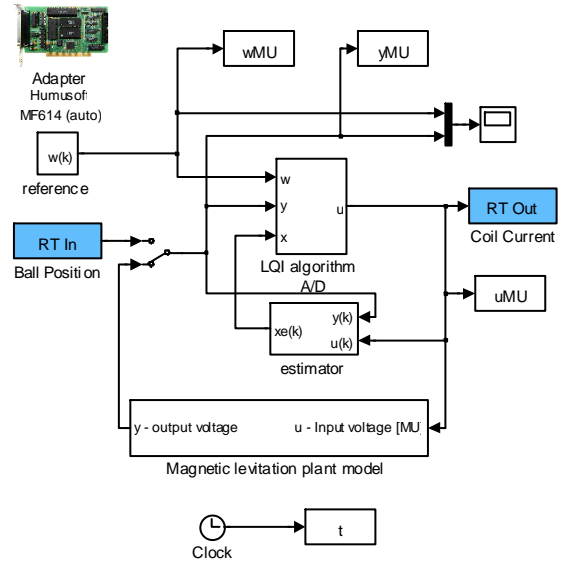 wMU
yMU
Adapter
Humusoft
MF614 (auto)
w(k)
reference
w
y
x
u
RT Out
Coil Current
RT In
Ball Position
LQI algorithm
A/D
uMU
xe(k)
y(k)
u(k)
estimator
y - output voltage
u - Input voltage [MU]
Magnetic levitation plant model
t
Clock